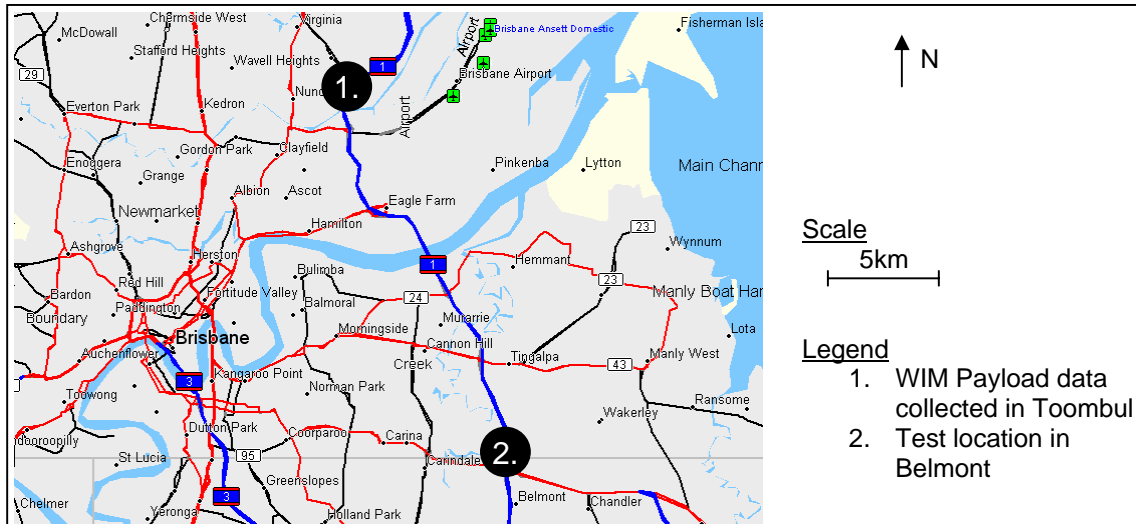 Chermside West
Virginia
Fisherman Isla
McDowall
Brisbane Ansett Domestic
Stafford Heights
Wavell Heights
Airport
N
1
29
Brisbane Airport
Nund
1.
Everton Park
Kedron
Airport
Gordon Park
Clayfield
Enoggera
Pinkenba
Lytton
Main Chann
Grange
Albion
Ascot
Newmarket
Eagle Farm
Hamilton
23
Scale
Ashgrove
Wynnum
Herston
1
Hemmant
5km
Bulimba
23
Red Hill
Fortitude Valley
24
Manly Boat Har
Bardon
Paddington
Balmoral
Boundary
Murarrie
Lota
Morningside
Brisbane
Cannon Hill
Legend
Auchenflower
Creek
Tingalpa
43
Manly West
1. WIM Payload data
collected in Toombul
3
Kangaroo Point
Toowong
Norman Park
Ransome
Wakerley
2. Test location in
Belmont
dooroopilly
Dutton Park
Coorparoo
Carina
2.
95
St Lucia
Carindale
Greenslopes
Belmont
Chandler
3
Chelmer
Yeronga
Holland Park